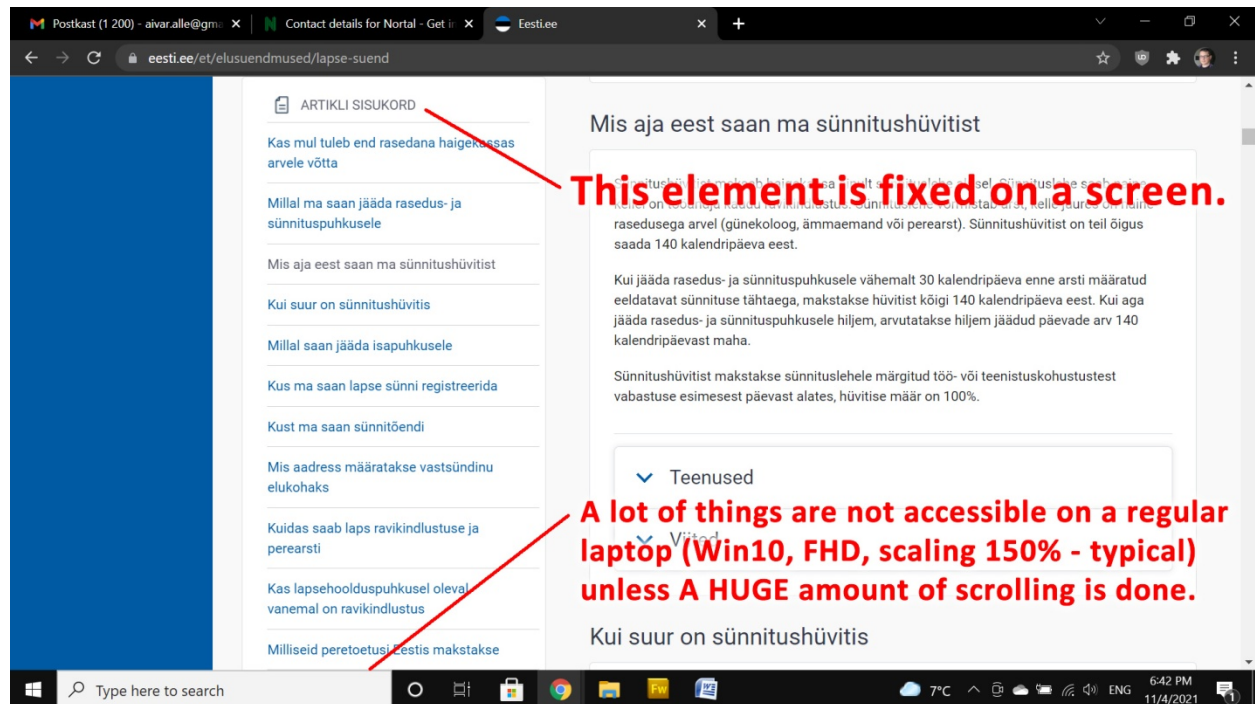 Postkast (1 200) - aivar.alle@gma
Contact details for Nortal - Get in
Eesti.ee
eesti.ee/et/elusuendmused/lapse-suend
ARTIKLI SISUKORD
Kas mul tuleb end rasedana haigekassas
arvele võtta
Millal ma saan jääda rasedus- ja
sünnituspuhkusele
Mis aja eest saan ma sünnitushüvitist
Kui suur on sünnitushüvitis
Millal saan jääda isapuhkusele
Kus ma saan lapse sünni registreerida
Kust ma saan sünnitõendi
Mis aadress määratakse vastsündinu
elukohaks
Kuidas saab laps ravikindlustuse ja
perearsti
Kas lapsehoolduspuhkusel oleval
vanemal on ravikindlustus
Milliseid peretoetusi Eestis makstakse
Mis aja eest saan ma sünnitushüvitist
This element is fixed on a screen.
rasedusega arvel (günekoloog, ämmaemand või perearst). Sünnitushüvitist on teil õigus
saada 140 kalendripäeva eest.
Kui jääda rasedus- ja sünnituspuhkusele vähemalt 30 kalendripäeva enne arsti määratud
eeldatavat sünnituse tähtaega, makstakse hüvitist kõigi 140 kalendripäeva eest. Kui aga
jääda rasedus- ja sünnituspuhkusele hiljem, arvutatakse hiljem jäädud päevade arv 140
kalendripäevast maha.
Sünnitushüvitist makstakse sünnituslehele märgitud töö- või teenistuskohustustest
vabastuse esimesest päevast alates, hüvitise määr on 100%.
Teenused
A lot of things are not accessible on a regular
Viited
laptop (Win10, FHD, scaling 150% - typical)
unless A HUGE amount of scrolling is done.
Kui suur on sünnitushüvitis
Type here to search
Fw
7°C
ENG
6:42 PM
11/4/2021
1